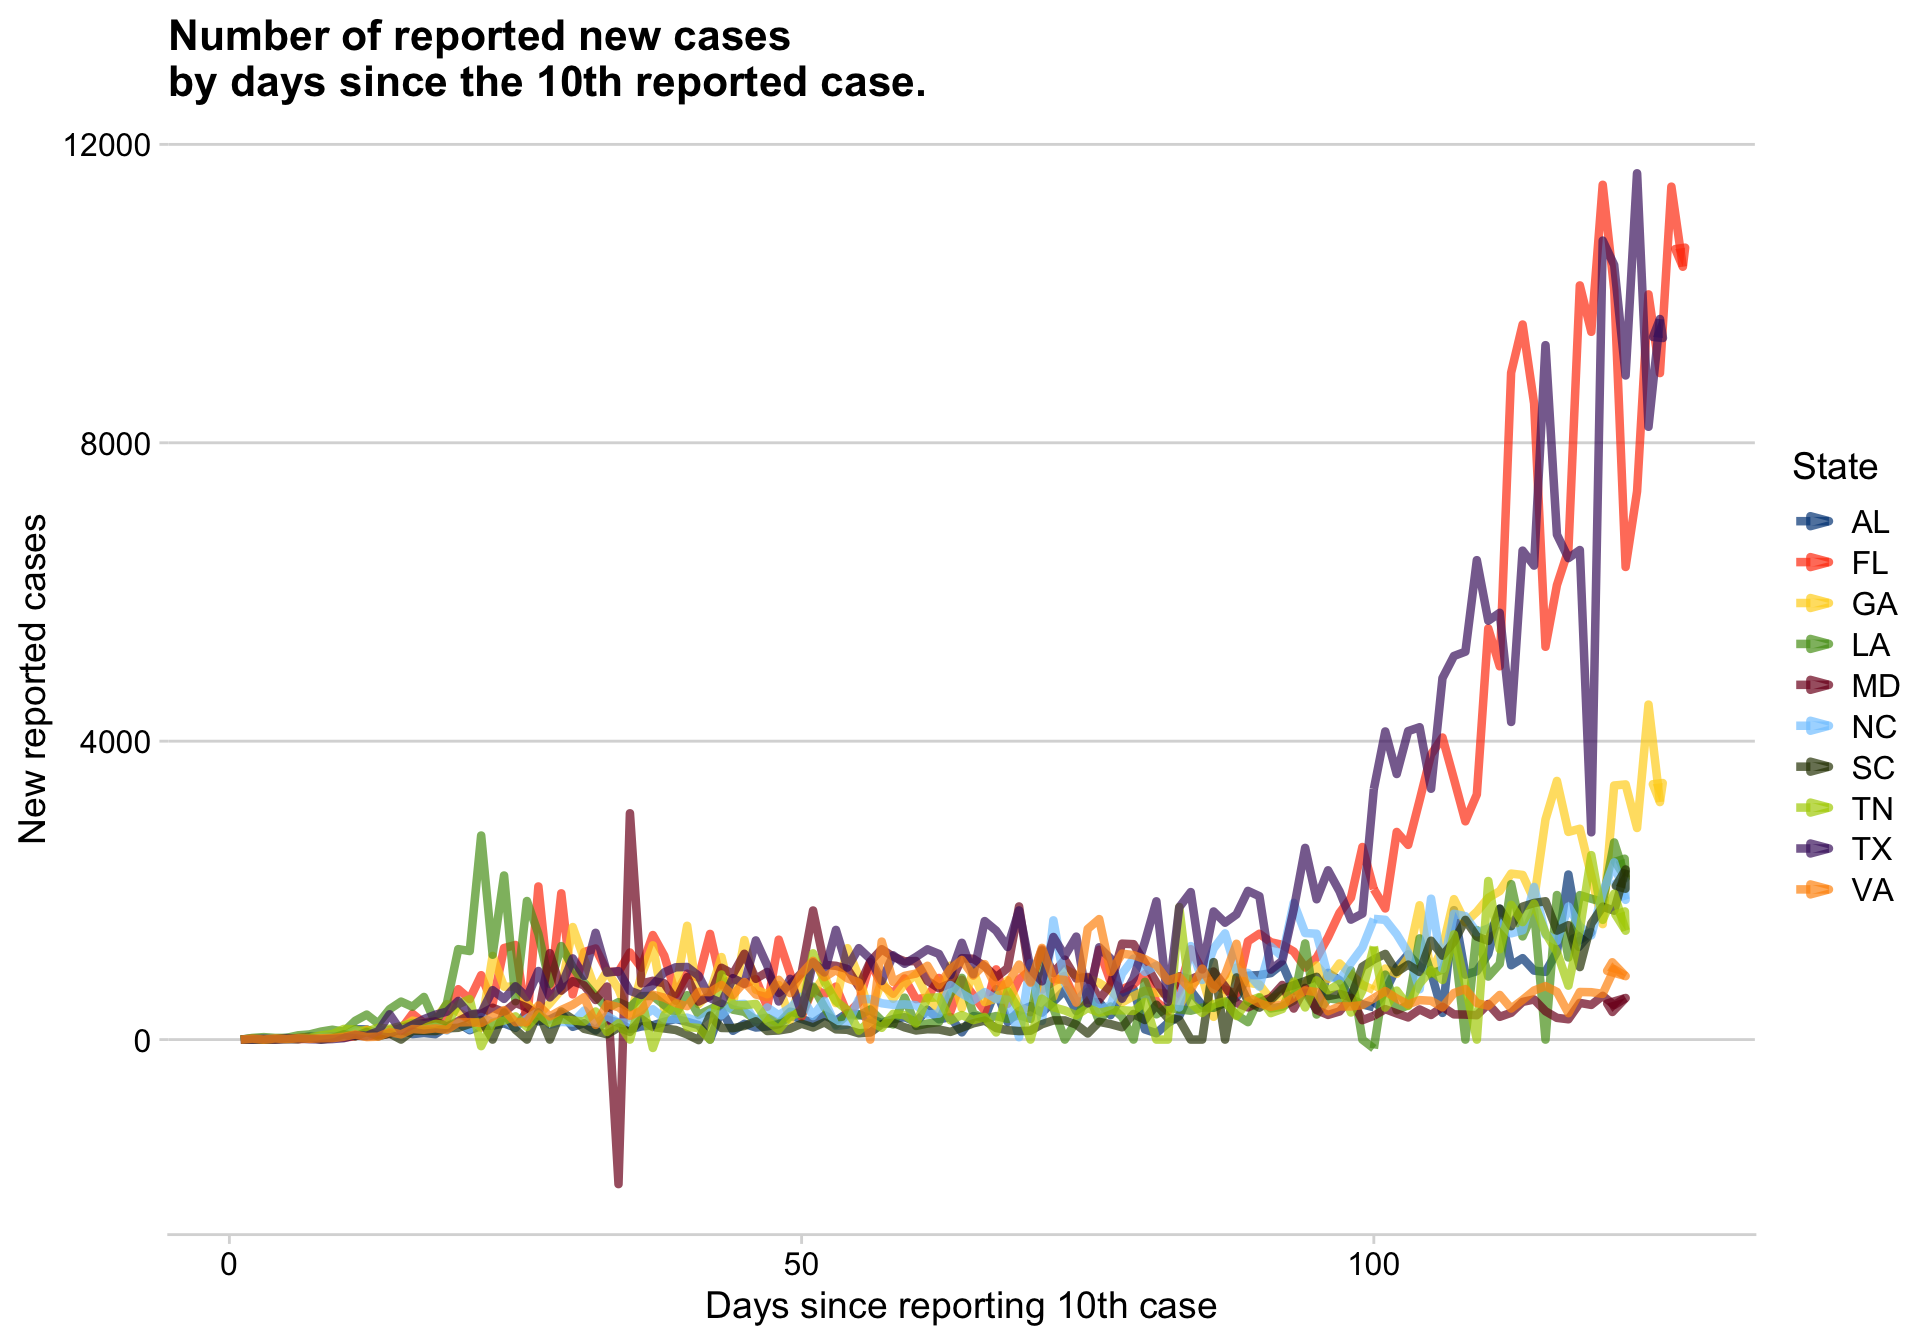 Number of reported new cases
by days since the 10th reported case.
New reported cases
12000
8000
4000
0
0
50
100
Days since reporting 10th case
State
AL
FL
GA
LA
MD
NC
SC
TN
TX
VA